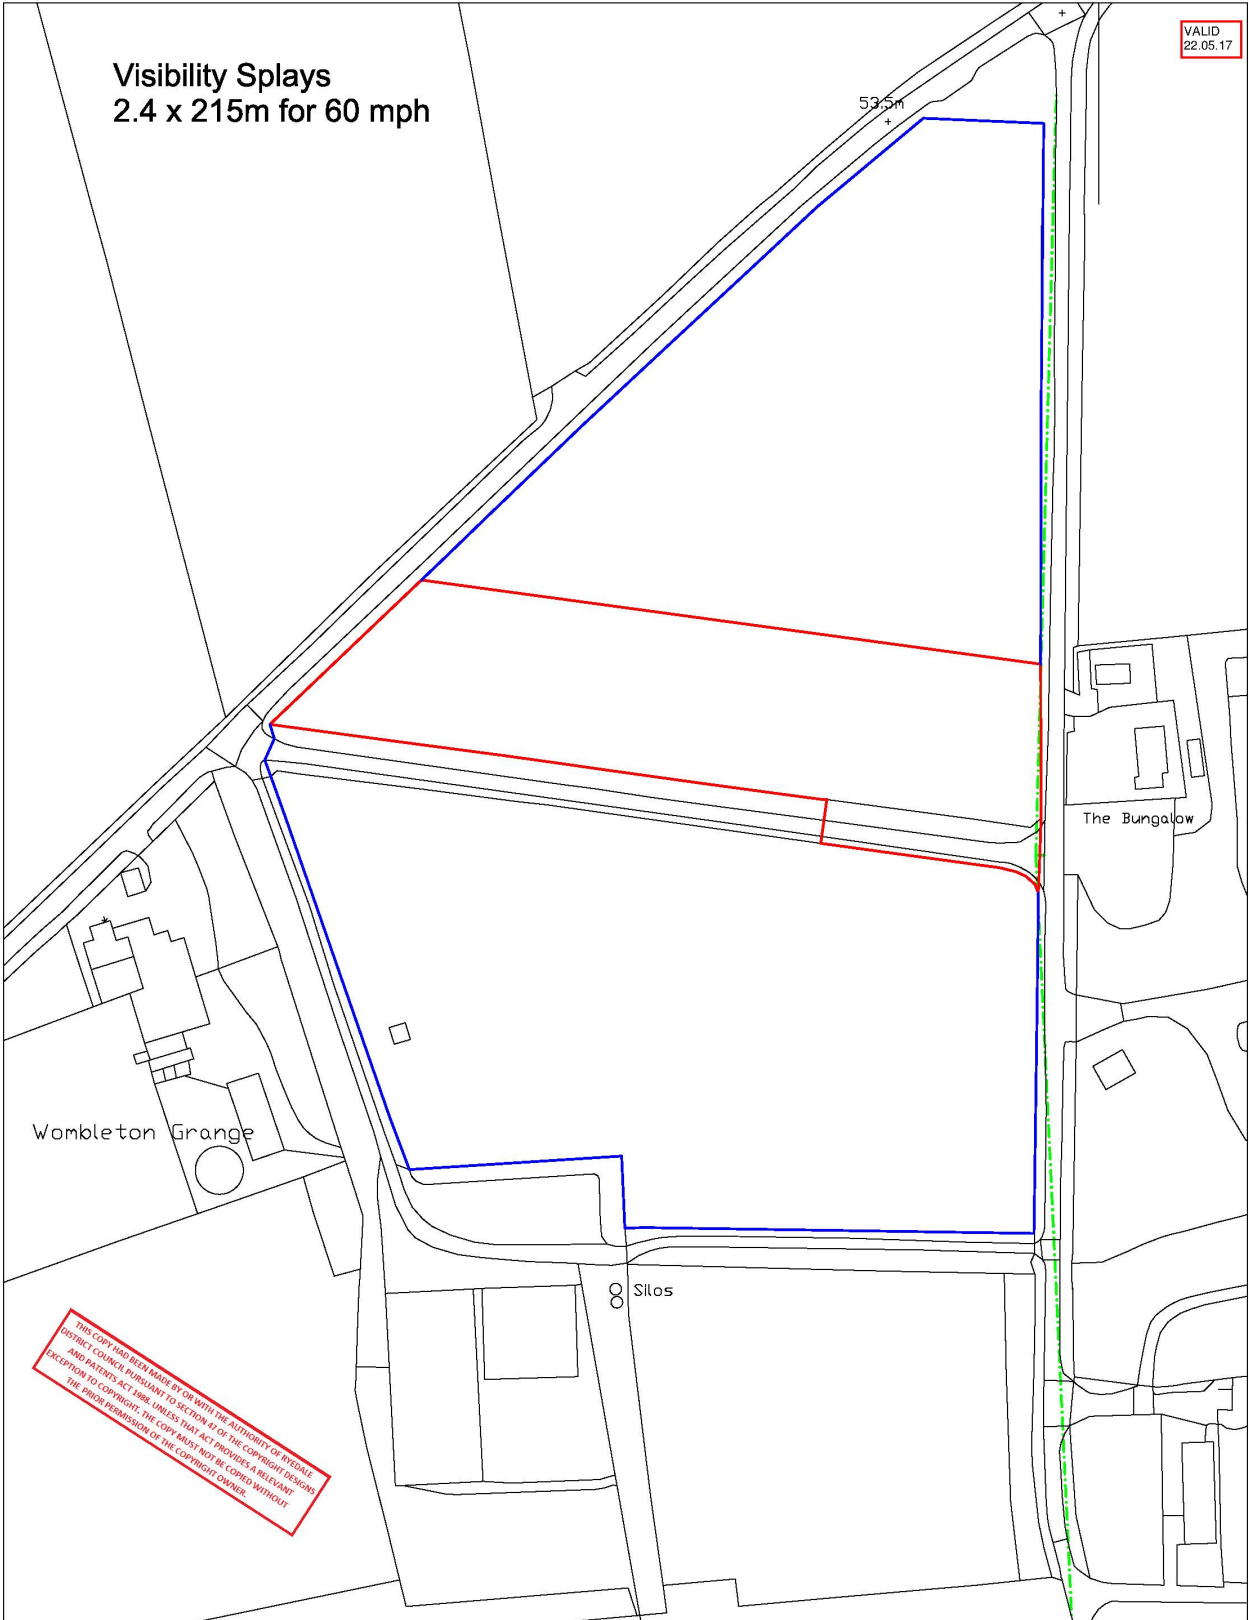 Visibility Splays
2.4 x 215m for 60 mph
VALID
22.05.17
53.5m
The Bungalow
Wombleton Grange
Silos
THIS COPY HAD BEEN MADE BY OR WITH THE AUTHORITY OF RYEDALE
DISTRICT COUNCIL PURSUANT TO SECTION 47 OF THE COPYRIGHT DESIGNS
AND PATENTS ACT 1988. UNLESS THAT ACT PROVIDES A RELEVANT
EXCEPTION TO COPYRIGHT, THE COPY MUST NOT BE COPIED WITHOUT
THE PRIOR PERMISSION OF THE COPYRIGHT OWNER.